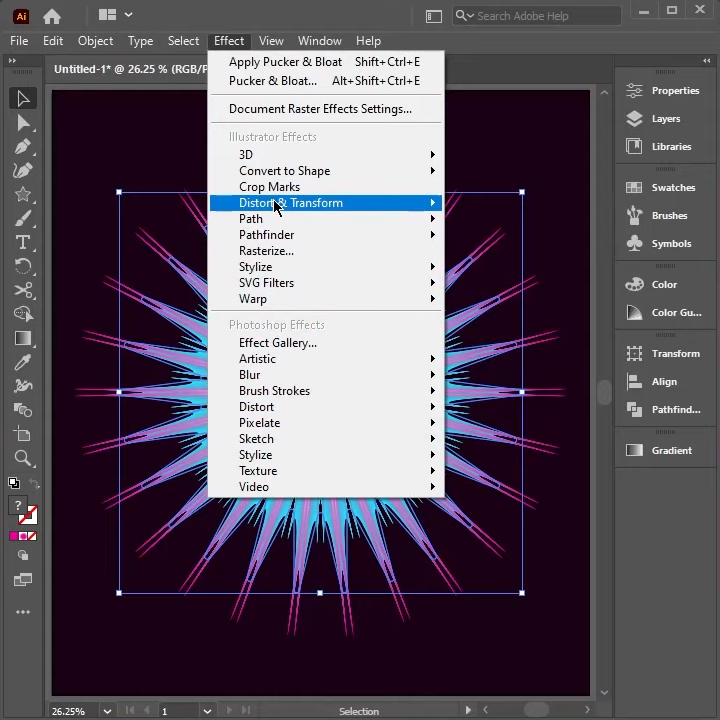 Ai
Search Adobe Help
File Edit Object Type Select Effect View Window Help
Untitled-1* @ 26.25 % (RGB/P
Apply Pucker & Bloat Shift+Ctrl+E
Pucker & Bloat... Alt+Shift+Ctrl+E
Document Raster Effects Settings...
Illustrator Effects
3D
Convert to Shape
Crop Marks
Distort & Transform
Path
Pathfinder
Rasterize...
Stylize
SVG Filters
Warp
Photoshop Effects
Effect Gallery...
Artistic
Blur
Brush Strokes
Distort
Pixelate
Sketch
Stylize
Texture
Video
Properties
Layers
Libraries
Swatches
Brushes
Symbols
Color
Color Gu...
Transform
Align
Pathfind...
Gradient
T
?
26.25% 1 Selection